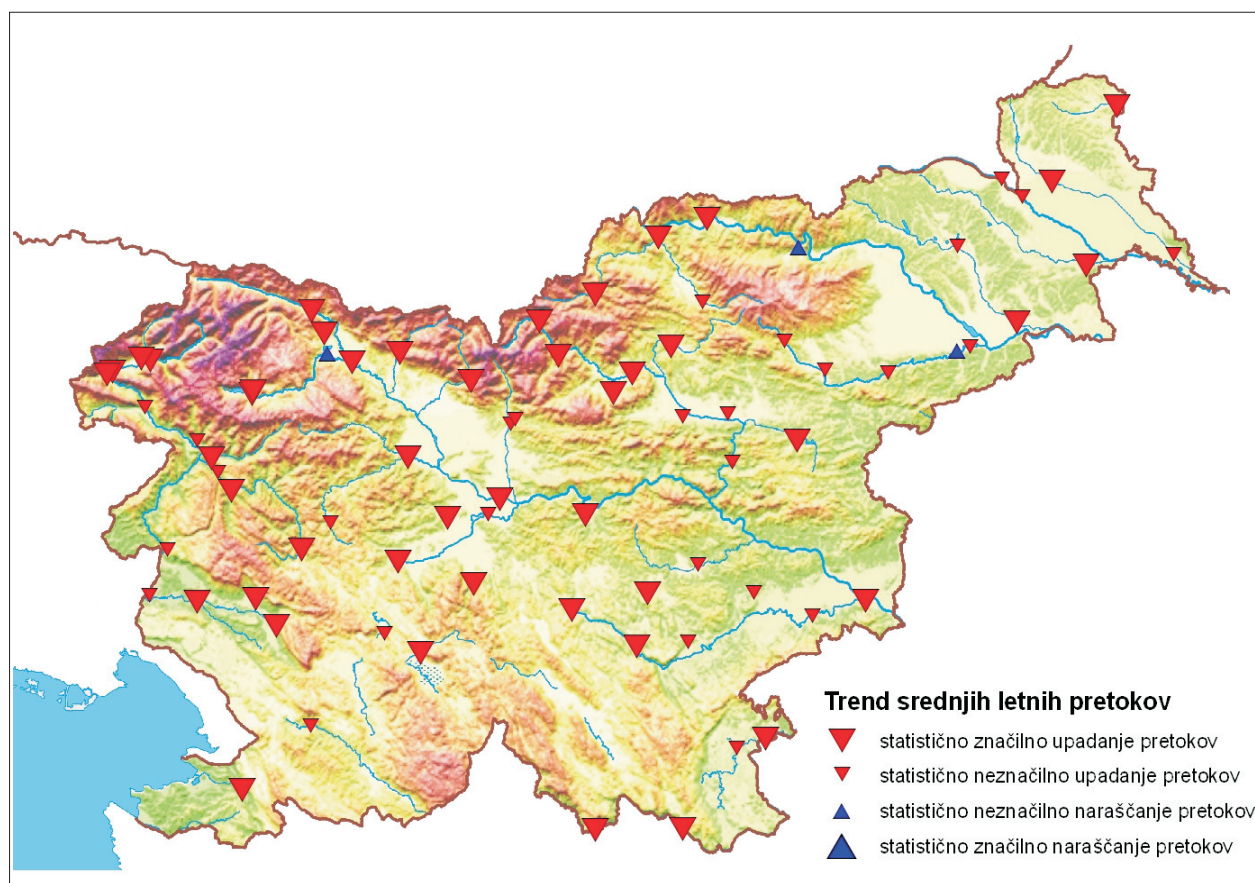 Trend srednjih letnih pretokov
statistično značilno upadanje pretokov
statistično neznačilno upadanje pretokov
statistično neznačilno naraščanje pretokov
statistično značilno naraščanje pretokov